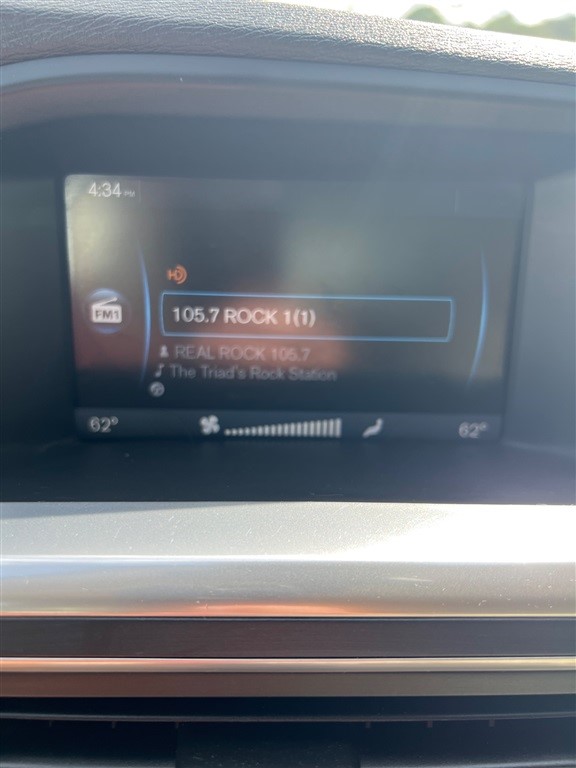 4:34 PM
HD
FM1
105.7 ROCK 1(1)
REAL ROCK 105.7
The Triad's Rock Station
62° 62°